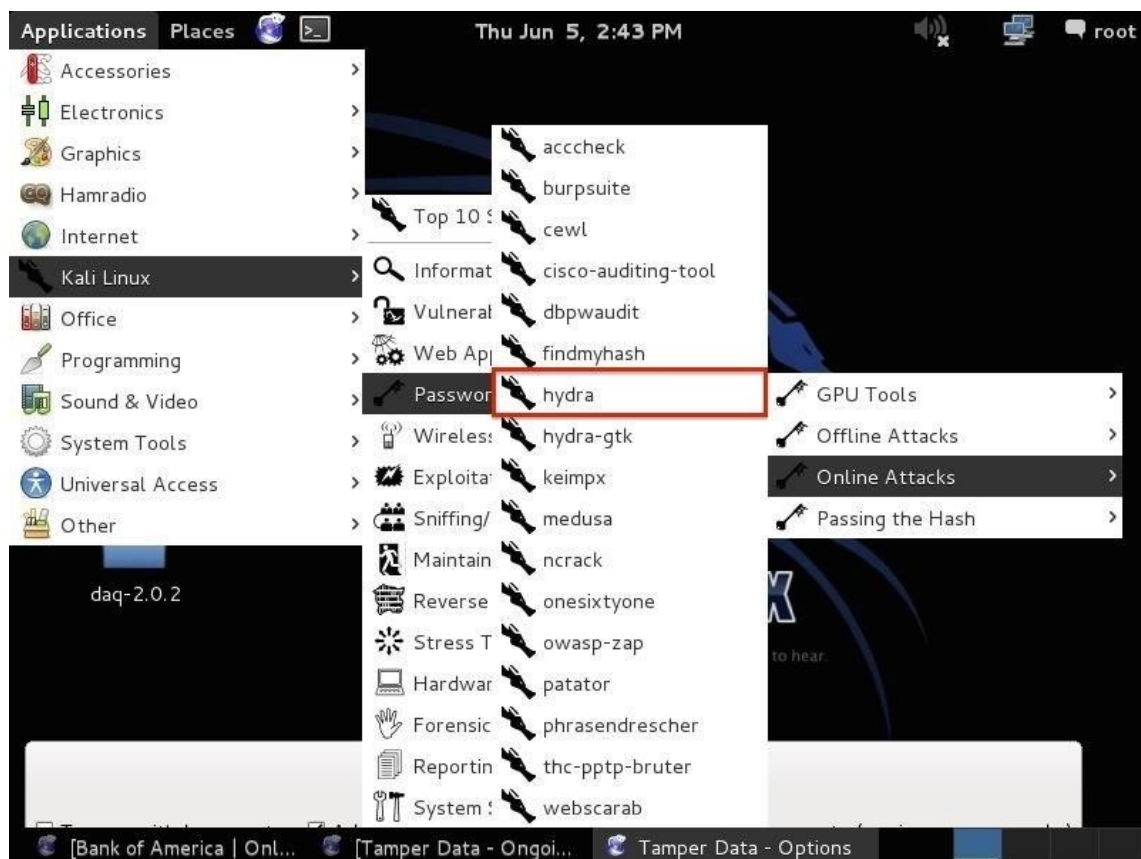 Applications Places Thu Jun 5, 2:43 PM root
Accessories
Electronics
Graphics
Hamradio
Internet
Kali Linux
Office
Programming
Sound & Video
System Tools
Universal Access
Other
Top 10 S
Informat
Vulnerab
Web App
Passwor
Wireless
Exploitat
Sniffing/
Maintain
Reverse
Stress T
Hardwar
Forensic
Reportin
System S
acccheck
burpsuite
cewl
cisco-auditing-tool
dbpwaudit
findmyhash
hydra
hydra-gtk
keimpx
medusa
ncrack
onesixtyone
owasp-zap
patator
phrasendrescher
thc-pptp-bruter
webscarab
GPU Tools
Offline Attacks
Online Attacks
Passing the Hash
daq-2.0.2
to hear.
[Bank of America | Onl... [Tamper Data - Ongoi... Tamper Data - Options